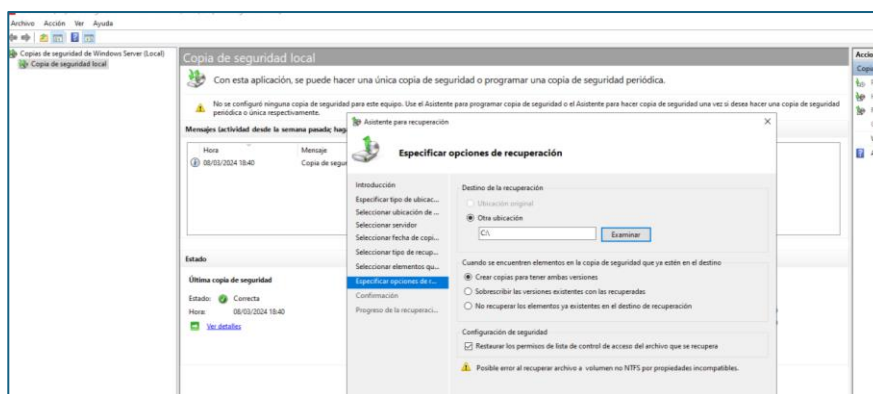 Archivo Acción Ver Ayuda
Copias de seguridad de Windows Server (Local)
Copia de seguridad local
Copia de seguridad local
Con esta aplicación, se puede hacer una única copia de seguridad o programar una copia de seguridad periódica.
No se configuró ninguna copia de seguridad para este equipo. Use el Asistente para programar copia de seguridad o el Asistente para hacer copia de seguridad una vez si desea hacer una copia de seguridad
periódica o única respectivamente.
Mensajes (actividad desde la semana pasada; hag
Hora Mensaje
08/03/2024 18:40 Copia de segur
Estado
Última copia de seguridad
Estado: Correcta
Hora: 08/03/2024 18:40
Ver detalles
Asistente para recuperación
Especificar opciones de recuperación
Introducción
Especificar tipo de ubicac...
Seleccionar ubicación de ...
Seleccionar servidor
Seleccionar fecha de copi...
Seleccionar tipo de recup...
Seleccionar elementos qu...
Especificar opciones de r...
Confirmación
Progreso de la recuperaci...
Destino de la recuperación
Ubicación original
Otra ubicación
C:\
Examinar
Cuando se encuentren elementos en la copia de seguridad que ya estén en el destino
Crear copias para tener ambas versiones
Sobrescribir las versiones existentes con las recuperadas
No recuperar los elementos ya existentes en el destino de recuperación
Configuración de seguridad
Restaurar los permisos de lista de control de acceso del archivo que se recupera
Posible error al recuperar archivo a volumen no NTFS por propiedades incompatibles.
Accio
Copia